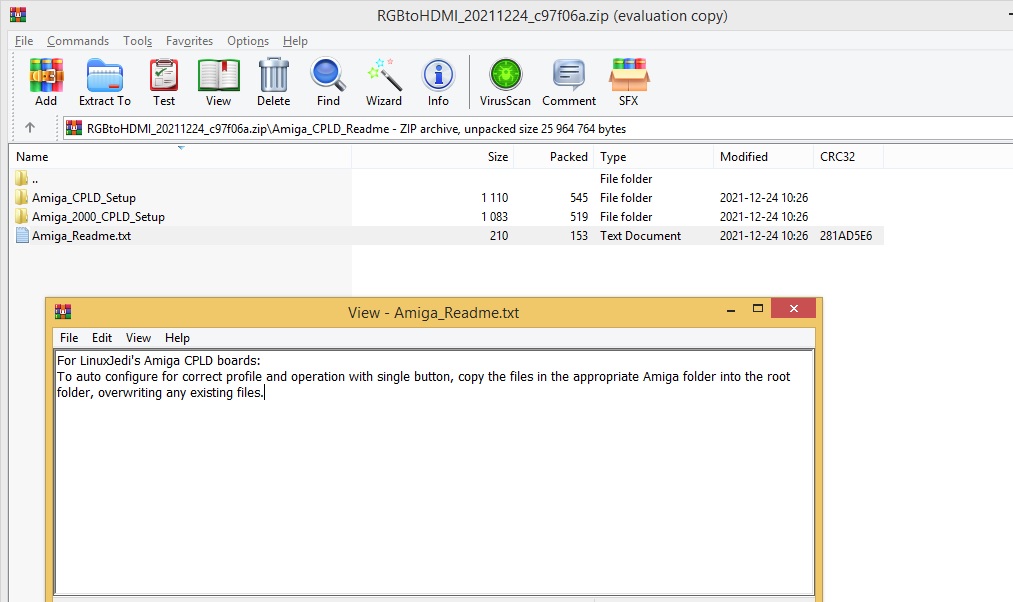 RGBtoHDMI_20211224_c97f06a.zip (evaluation copy)
File Commands Tools Favorites Options Help
Add Extract To Test View Delete Find Wizard Info VirusScan Comment SFX
RGBtoHDMI_20211224_c97f06a.zip\Amiga_CPLD_Readme - ZIP archive, unpacked size 25 964 764 bytes
Name Size Packed Type Modified CRC32
.. File folder
Amiga_CPLD_Setup 1 110 545 File folder 2021-12-24 10:26
Amiga_2000_CPLD_Setup 1 083 519 File folder 2021-12-24 10:26
Amiga_Readme.txt 210 153 Text Document 2021-12-24 10:26 281AD5E6
View - Amiga_Readme.txt
File Edit View Help
For LinuxJedi's Amiga CPLD boards:
To auto configure for correct profile and operation with single button, copy the files in the appropriate Amiga folder into the root
folder, overwriting any existing files.